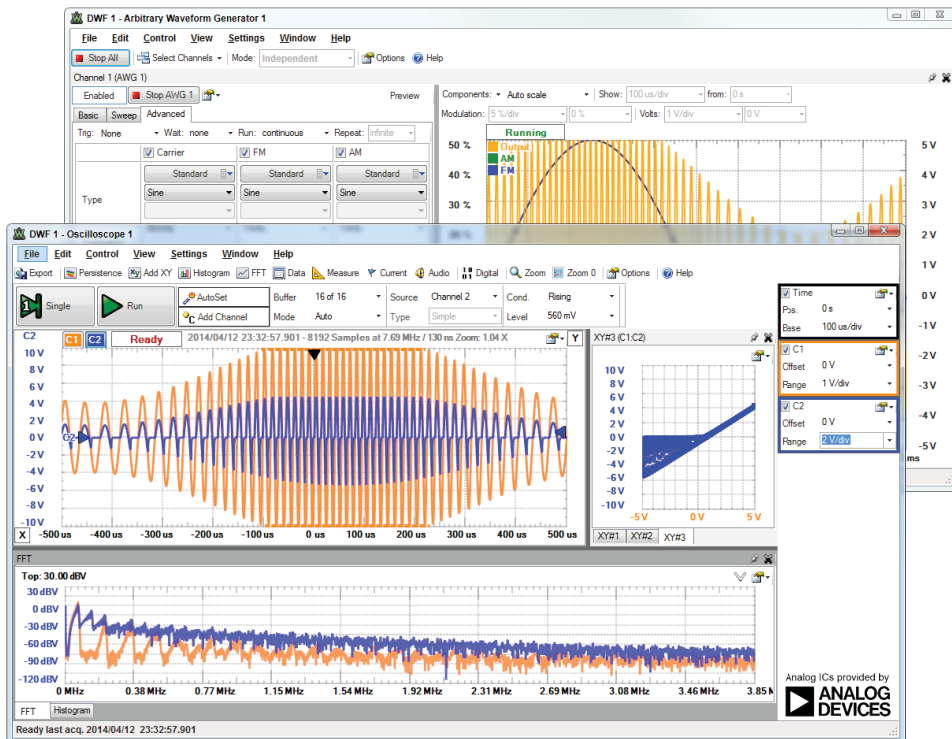 DWF 1 - Arbitrary Waveform Generator 1
File Edit Control View Settings Window Help
Stop All Select Channels Mode: Independent Options Help
Channel 1 (AWG 1)
Enabled Stop AWG 1 Preview
Basic Sweep Advanced
Trig: None Wait: none Run: continuous Repeat: infinite
Carrier FM AM
Standard Standard Standard
Type
Sine Sine Sine
Components: Auto scale Show: 100 us/div from: 0 s
Modulation: 5 %/div 0 % Volts: 1 V/div 0 V
Running
Output
AM
FM
50 %
40 %
30 %
5 V
4 V
3 V
2 V
1 V
0 V
-1 V
-2 V
-3 V
-4 V
-5 V
ms
DWF 1 - Oscilloscope 1
File Edit Control View Settings Window Help
Export Persistence Add XY Histogram FFT Data Measure Current Audio Digital Zoom Zoom 0 Options Help
Single Run AutoSet Buffer 16 of 16 Source Channel 2 Cond. Rising
Add Channel Mode Auto Type Simple Level 560 mV
C2 C1 C2 Ready 2014/04/12 23:32:57.901 - 8192 Samples at 7.69 MHz / 130 ns Zoom: 1.04 X Y
10 V
8 V
6 V
4 V
2 V
0 V
-2 V
-4 V
-6 V
-8 V
-10 V
X -500 us -400 us -300 us -200 us -100 us 0 us 100 us 200 us 300 us 400 us 500 us
XY#3 (C1:C2)
10 V
8 V
6 V
4 V
2 V
0 V
-2 V
-4 V
-6 V
-8 V
-10 V
-5 V 0 V 5 V
XY#1 XY#2 XY#3
Time
Pos. 0 s
Base 100 us/div
C1
Offset 0 V
Range 1 V/div
C2
Offset 0 V
Range 2 V/div
FFT
Top: 30.00 dBV
30 dBV
0 dBV
-30 dBV
-60 dBV
-90 dBV
-120 dBV
0 MHz 0.38 MHz 0.77 MHz 1.15 MHz 1.54 MHz 1.92 MHz 2.31 MHz 2.69 MHz 3.08 MHz 3.46 MHz 3.85 M
FFT Histogram
Ready last acq. 2014/04/12 23:32:57.901
Analog ICs provided by
ANALOG
DEVICES